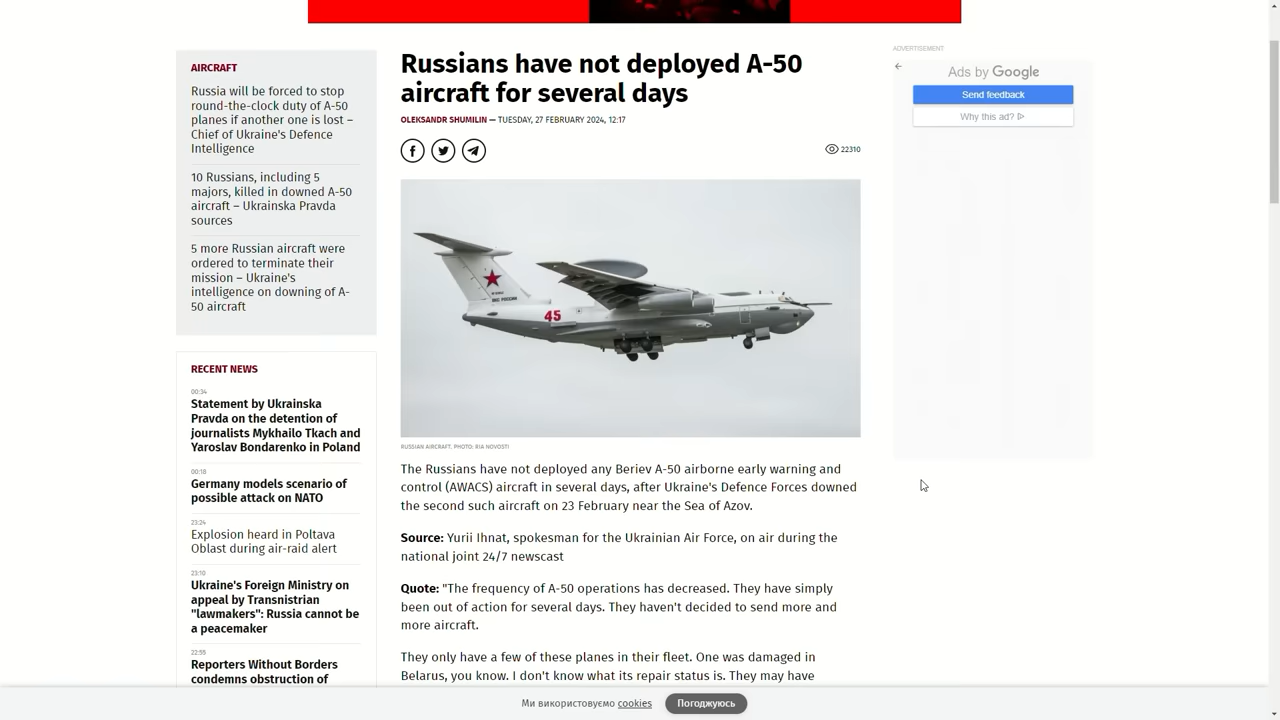 AIRCRAFT
Russia will be forced to stop
round-the-clock duty of A-50
planes if another one is lost –
Chief of Ukraine's Defence
Intelligence
10 Russians, including 5
majors, killed in downed A-50
aircraft – Ukrainska Pravda
sources
5 more Russian aircraft were
ordered to terminate their
mission – Ukraine's
intelligence on downing of A-
50 aircraft
RECENT NEWS
00:34
Statement by Ukrainska
Pravda on the detention of
journalists Mykhailo Tkach and
Yaroslav Bondarenko in Poland
00:18
Germany models scenario of
possible attack on NATO
23:24
Explosion heard in Poltava
Oblast during air-raid alert
23:10
Ukraine's Foreign Ministry on
appeal by Transnistrian
"lawmakers": Russia cannot be
a peacemaker
22:55
Reporters Without Borders
condemns obstruction of
Russians have not deployed A-50
aircraft for several days
OLEKSANDR SHUMILIN — TUESDAY, 27 FEBRUARY 2024, 12:17
22310
45
RUSSIAN AIRCRAFT. PHOTO: RIA NOVOSTI
The Russians have not deployed any Beriev A-50 airborne early warning and
control (AWACS) aircraft in several days, after Ukraine's Defence Forces downed
the second such aircraft on 23 February near the Sea of Azov.
Source: Yurii Ihnat, spokesman for the Ukrainian Air Force, on air during the
national joint 24/7 newscast
Quote: "The frequency of A-50 operations has decreased. They have simply
been out of action for several days. They haven't decided to send more and
more aircraft.
They only have a few of these planes in their fleet. One was damaged in
Belarus, you know. I don't know what its repair status is. They may have
ADVERTISEMENT
Ads by Google
Send feedback
Why this ad?
Ми використовуємо cookies
Погоджуюсь